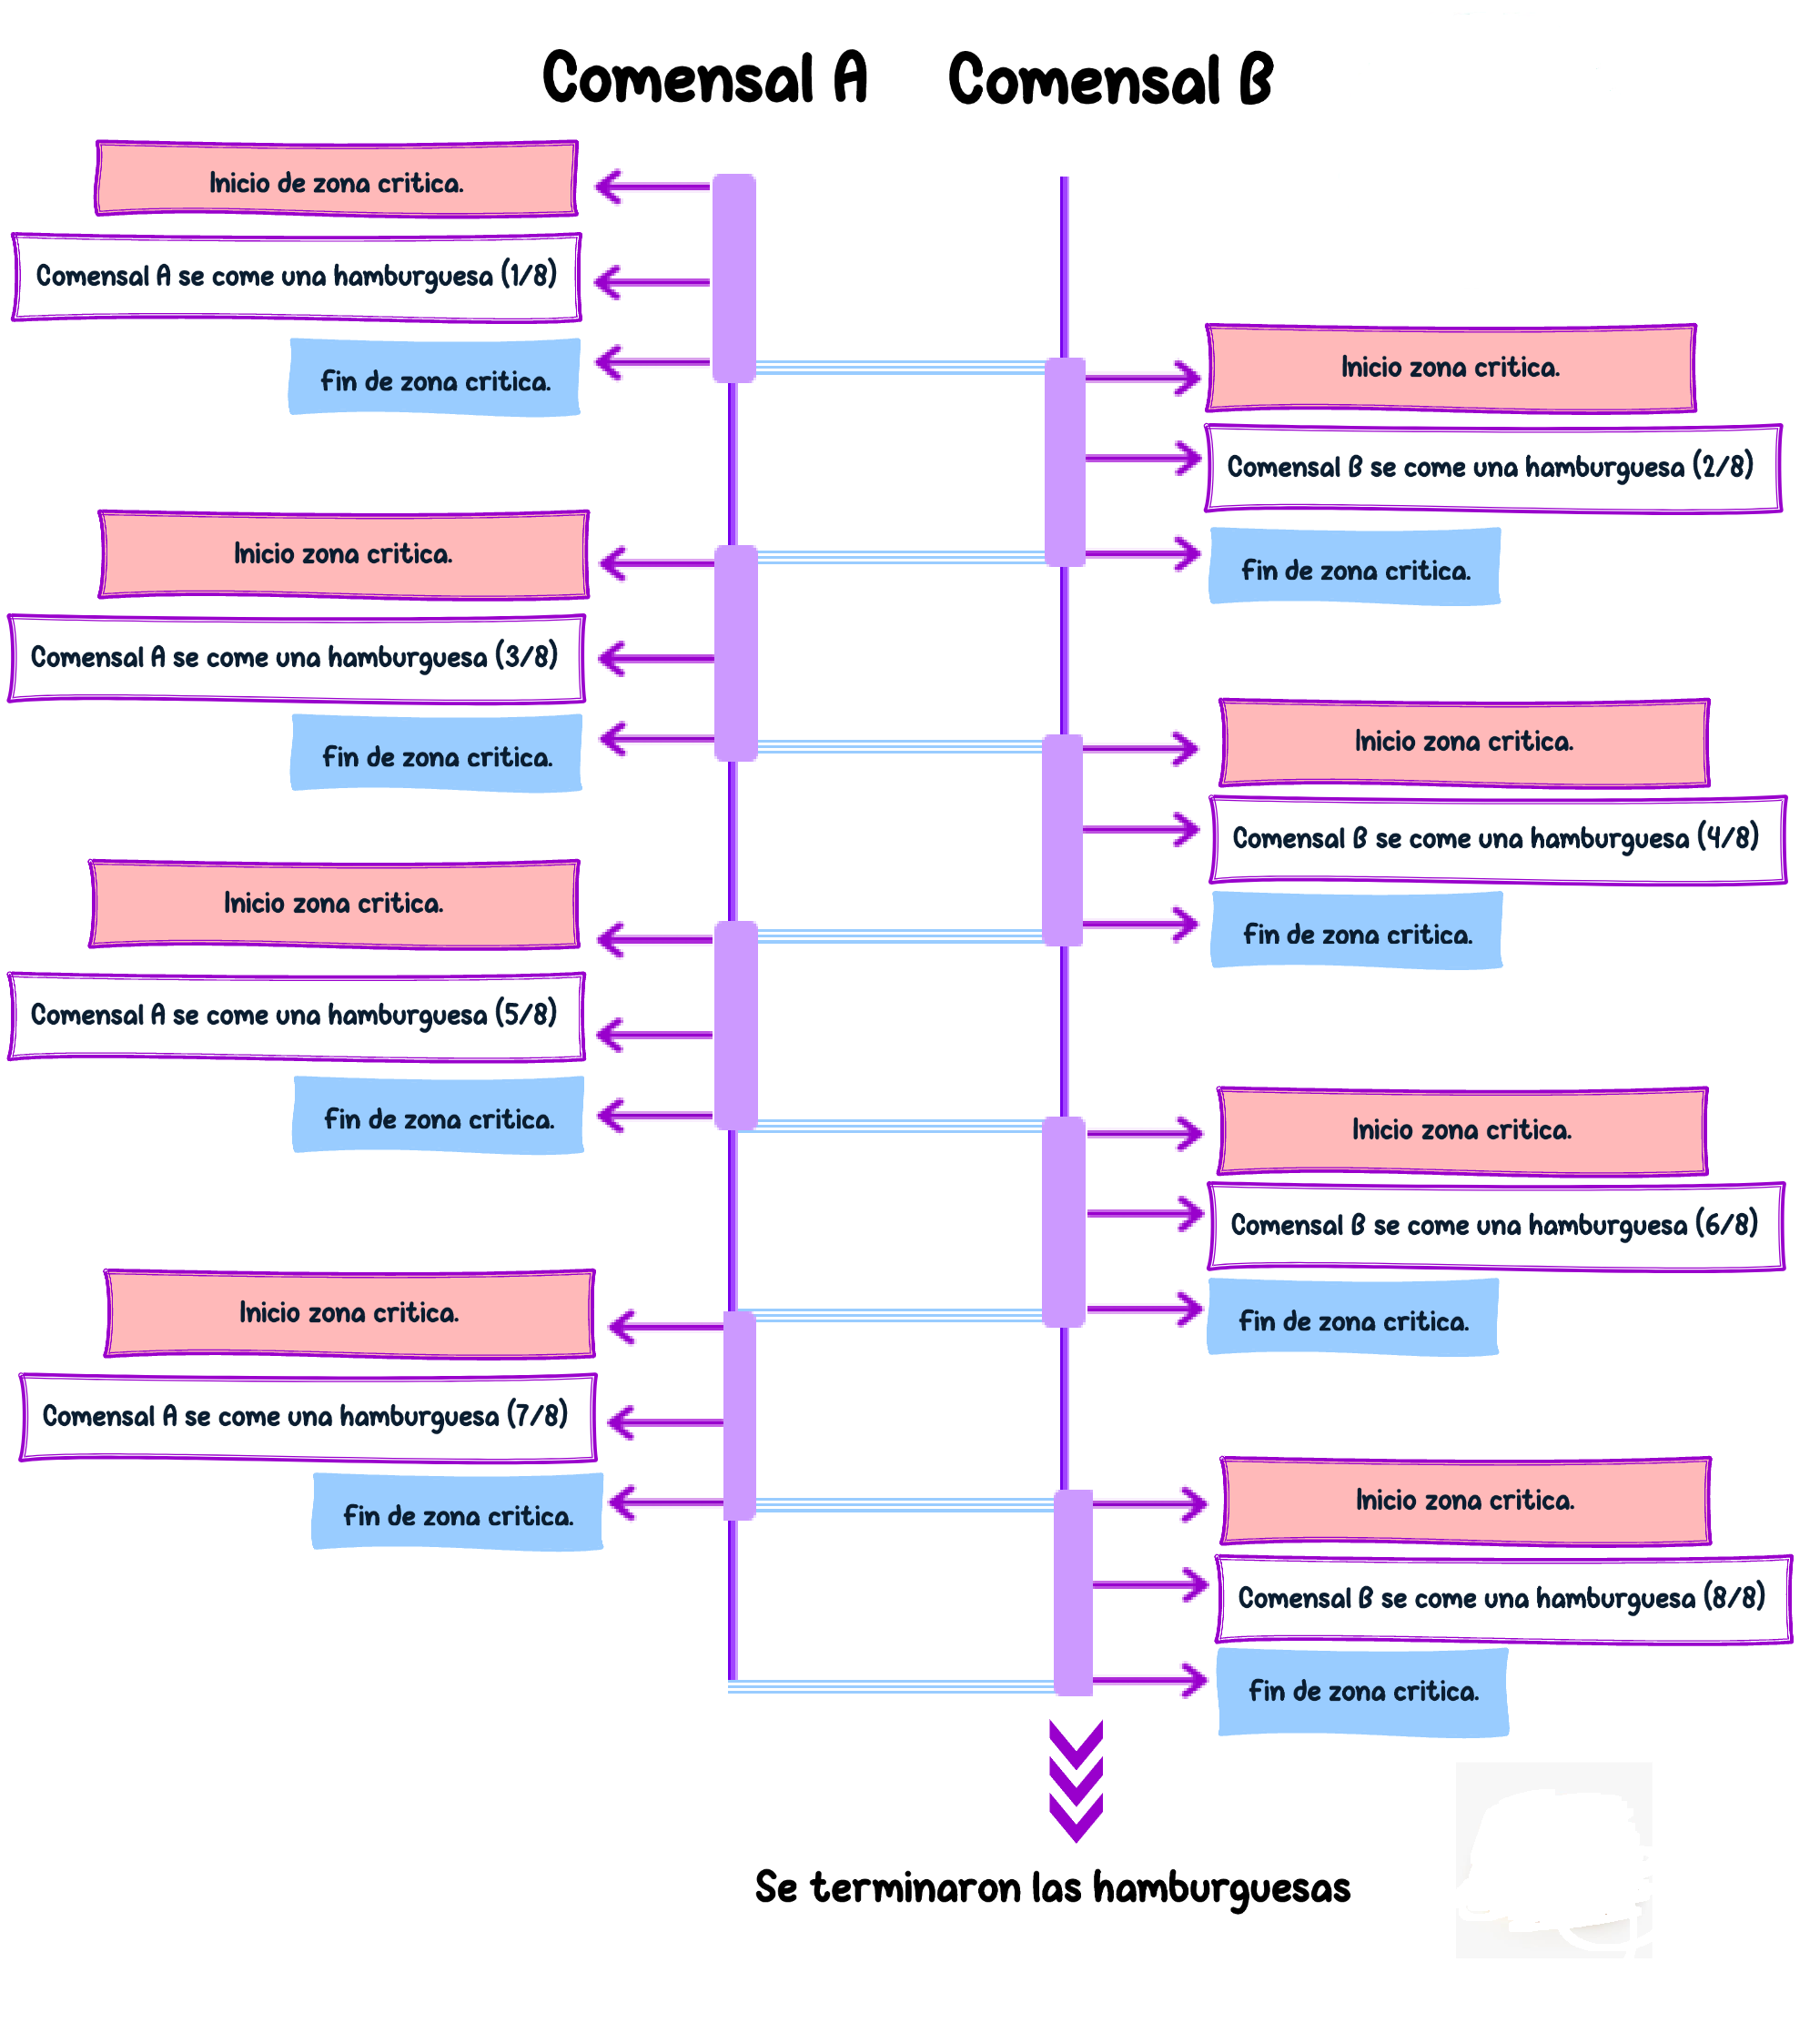 Comensal A Comensal B
Inicio de zona critica.
Comensal A se come una hamburguesa (1/8)
fin de zona critica.
Inicio zona critica.
Comensal B se come una hamburguesa (2/8)
fin de zona critica.
Inicio zona critica.
Comensal A se come una hamburguesa (3/8)
fin de zona critica.
Inicio zona critica.
Comensal B se come una hamburguesa (4/8)
fin de zona critica.
Inicio zona critica.
Comensal A se come una hamburguesa (5/8)
fin de zona critica.
Inicio zona critica.
Comensal B se come una hamburguesa (6/8)
fin de zona critica.
Inicio zona critica.
Comensal A se come una hamburguesa (7/8)
fin de zona critica.
Inicio zona critica.
Comensal B se come una hamburguesa (8/8)
fin de zona critica.
Se terminaron las hamburguesas